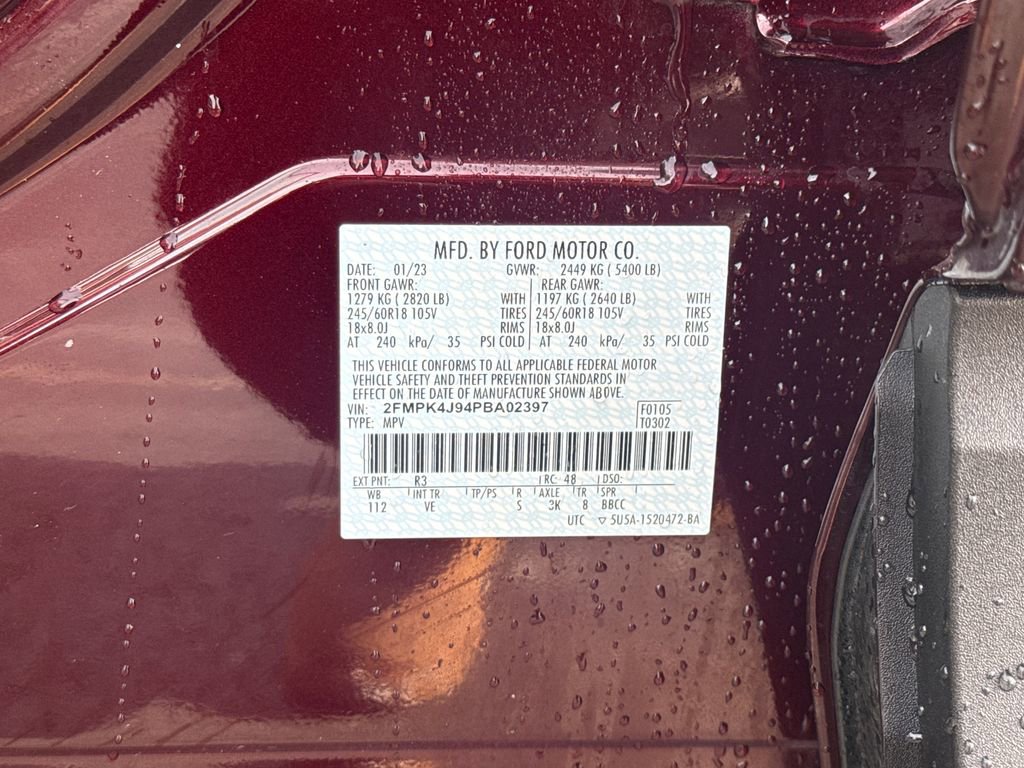 MFD. BY FORD MOTOR CO.
DATE: 01/23 GVWR: 2449 KG ( 5400 LB)
FRONT GAWR: REAR GAWR:
1279 KG ( 2820 LB) WITH 1197 KG ( 2640 LB) WITH
245/60R18 105V TIRES 245/60R18 105V TIRES
18x8.0J RIMS 18x8.0J RIMS
AT 240 kPa/ 35 PSI COLD AT 240 kPa/ 35 PSI COLD
THIS VEHICLE CONFORMS TO ALL APPLICABLE FEDERAL MOTOR
VEHICLE SAFETY AND THEFT PREVENTION STANDARDS IN
EFFECT ON THE DATE OF MANUFACTURE SHOWN ABOVE.
VIN: 2FMPK4J94PBA02397 F0105
TYPE: MPV T0302
EXT PNT: R3 RC: 48 DSO:
WB INT TR TP/PS R AXLE TR SPR
112 VE S 3K 8 BBCC
UTC ▽ 5U5A-1520472-BA